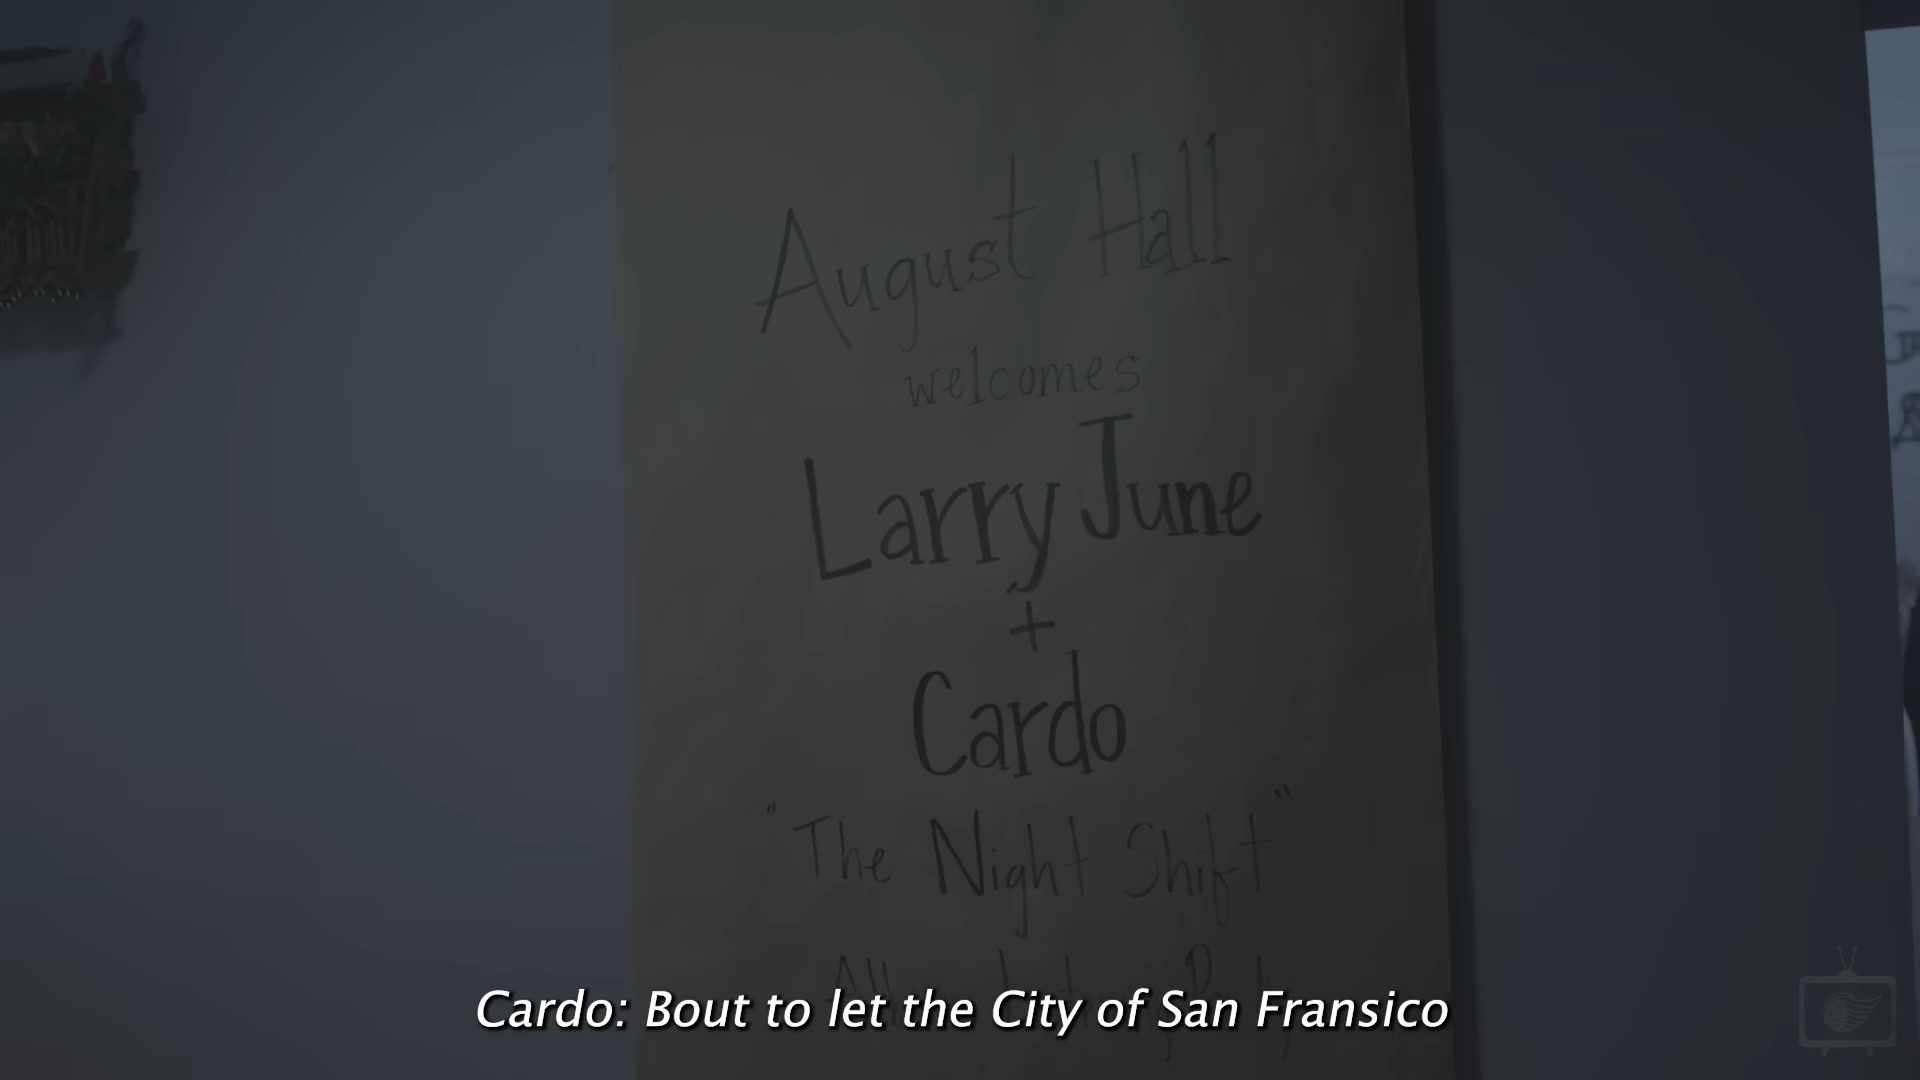 August Hall
welcomes
Larry June
+
Cardo
"The Night Shift"
Cardo: Bout to let the City of San Fransico